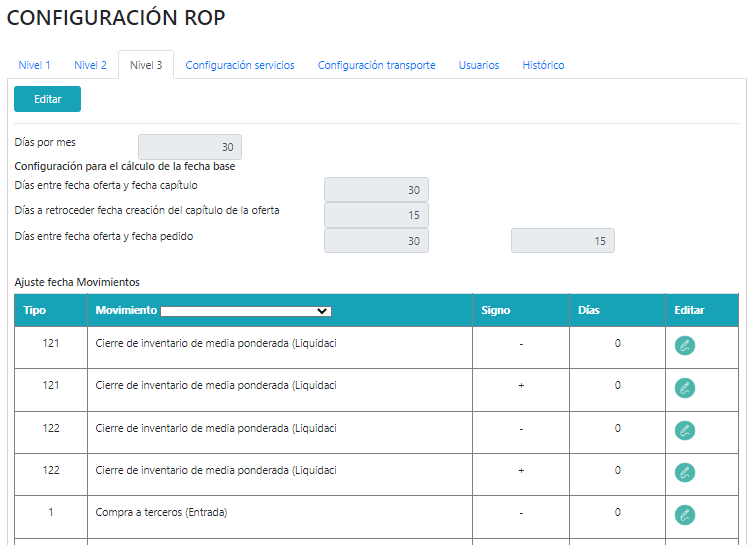 CONFIGURACIÓN ROP
Nivel 1 Nivel 2 Nivel 3 Configuración servicios Configuración transporte Usuarios Histórico
Editar
Días por mes 30
Configuración para el cálculo de la fecha base
Días entre fecha oferta y fecha capítulo 30
Días a retroceder fecha creación del capítulo de la oferta 15
Días entre fecha oferta y fecha pedido 30 15
Ajuste fecha Movimientos
Tipo Movimiento Signo Días Editar
121 Cierre de inventario de media ponderada (Liquidaci - 0
121 Cierre de inventario de media ponderada (Liquidaci + 0
122 Cierre de inventario de media ponderada (Liquidaci - 0
122 Cierre de inventario de media ponderada (Liquidaci + 0
1 Compra a terceros (Entrada) - 0